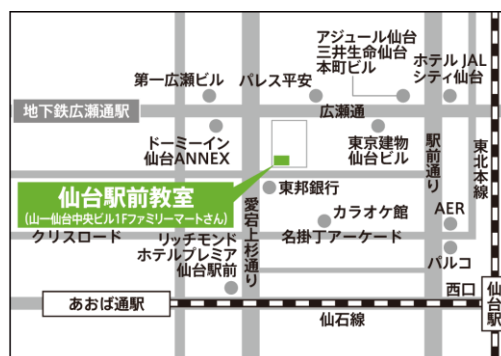 アジュール仙台
三井生命仙台
本町ビル
ホテル JAL
シティ仙台
第一広瀬ビル
パレス平安
地下鉄広瀬通駅
広瀬通
ドーミーイン
仙台ANNEX
東京建物
仙台ビル
駅前通り
東北本線
仙台駅前教室
(山一仙台中央ビル1Fファミリーマートさん)
東邦銀行
愛宕上杉通り
カラオケ館
AER
クリスロード
名掛丁アーケード
リッチモンド
ホテルプレミア
仙台駅前
パルコ
西口
あおば通駅
仙石線
仙台駅